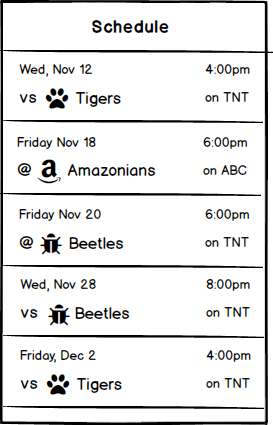 Schedule
Wed, Nov 12 4:00pm
vs Tigers on TNT
Friday Nov 18 6:00pm
@ a Amazonians on ABC
Friday Nov 20 6:00pm
@ Beetles on TNT
Wed, Nov 28 8:00pm
vs Beetles on TNT
Friday, Dec 2 4:00pm
vs Tigers on TNT